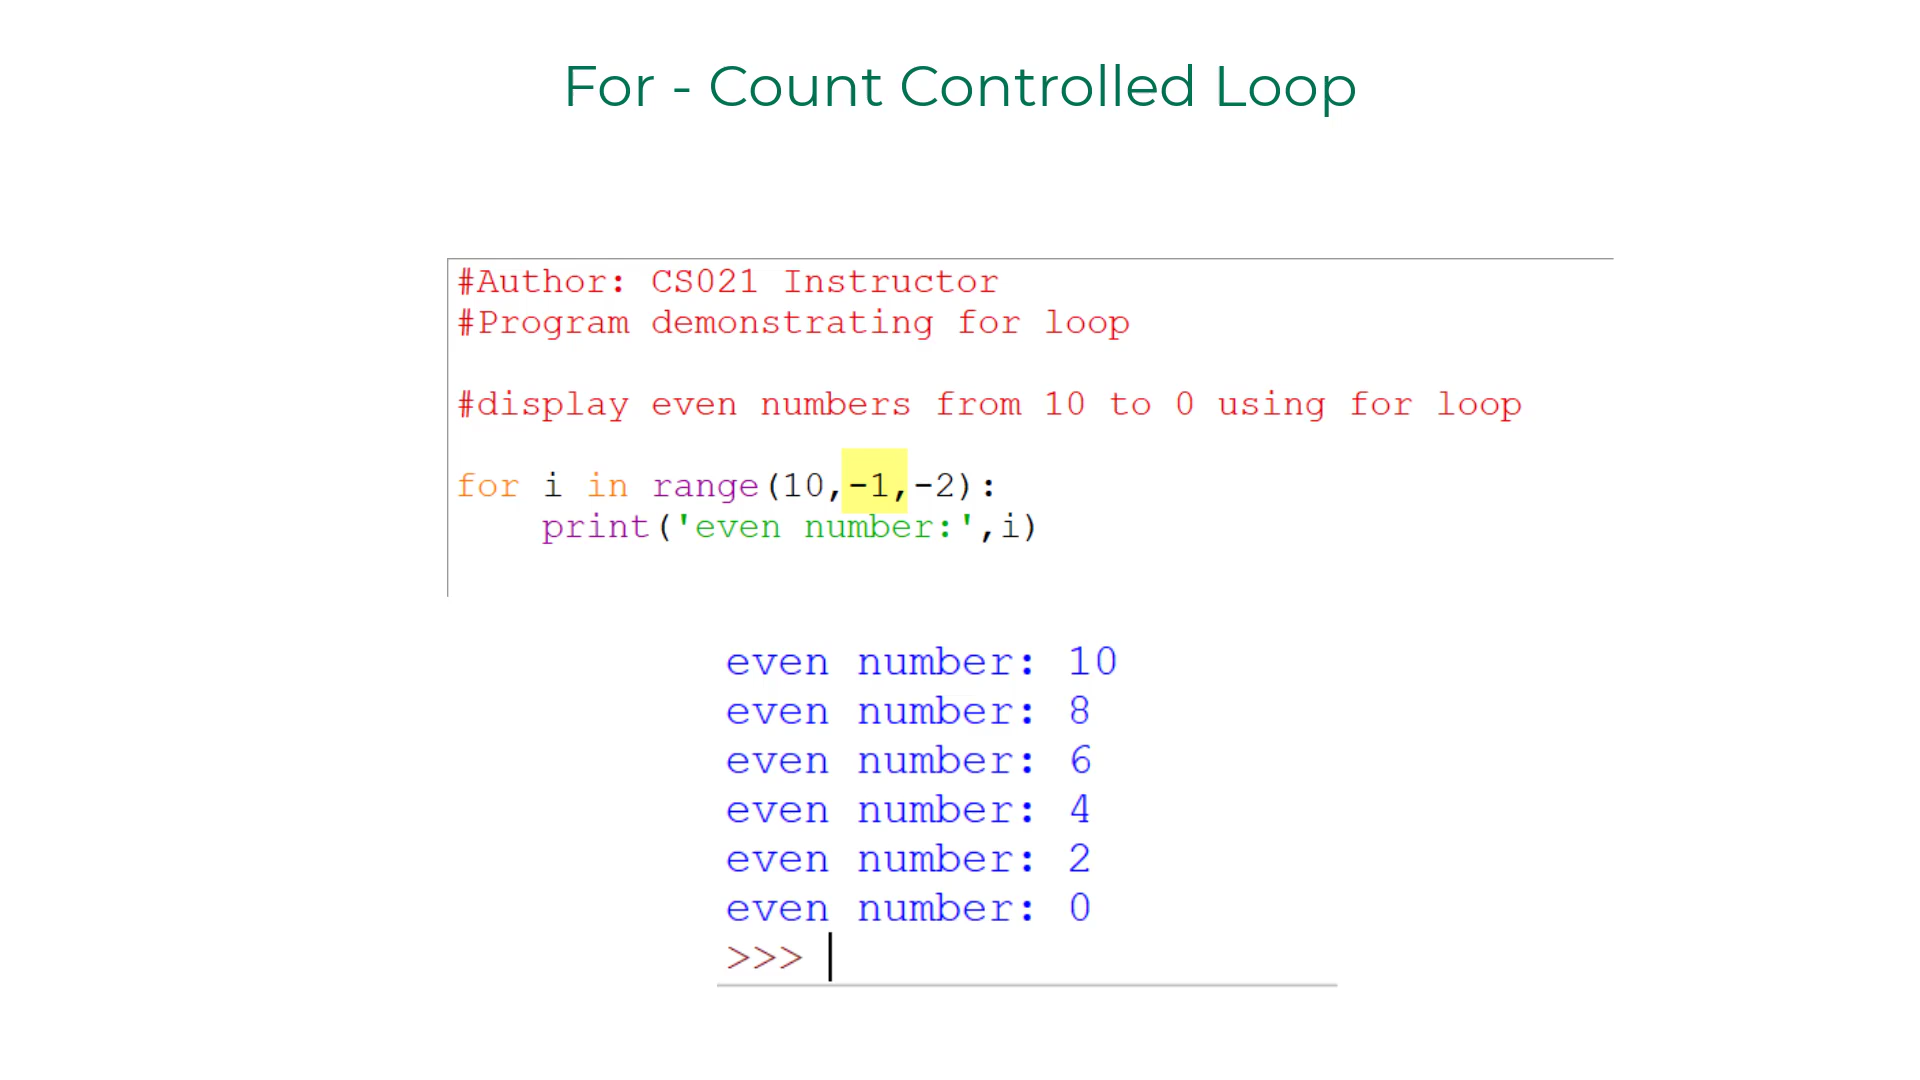 For - Count Controlled Loop
#Author: CS021 Instructor
#Program demonstrating for loop
#display even numbers from 10 to 0 using for loop
for i in range(10,-1,-2):
    print('even number:',i)
even number: 10
even number: 8
even number: 6
even number: 4
even number: 2
even number: 0
>>>